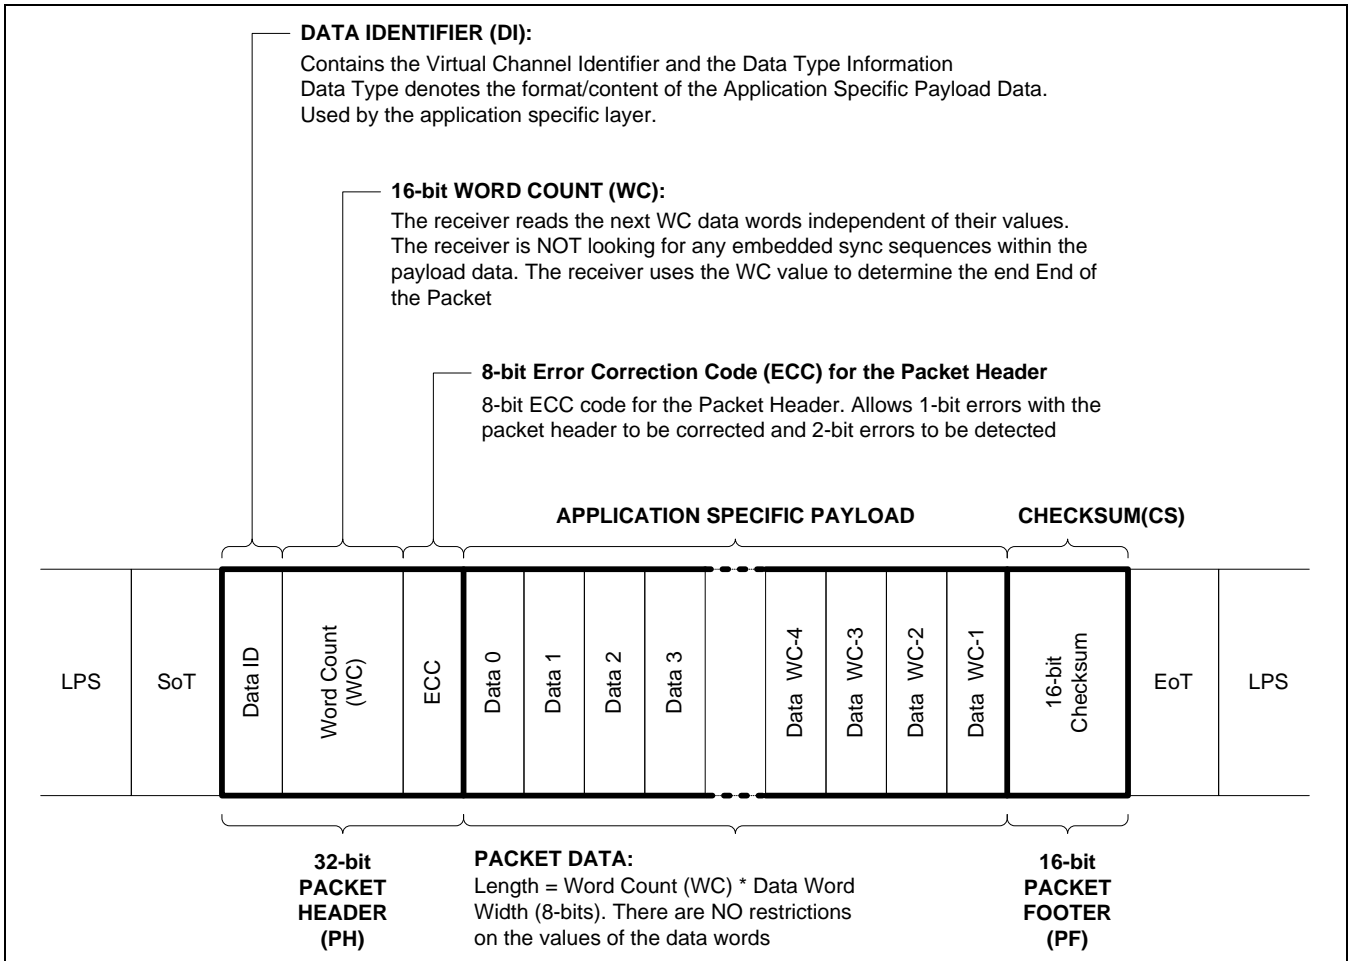 DATA IDENTIFIER (DI):
Contains the Virtual Channel Identifier and the Data Type Information
Data Type denotes the format/content of the Application Specific Payload Data.
Used by the application specific layer.
16-bit WORD COUNT (WC):
The receiver reads the next WC data words independent of their values.
The receiver is NOT looking for any embedded sync sequences within the
payload data. The receiver uses the WC value to determine the end End of
the Packet
8-bit Error Correction Code (ECC) for the Packet Header
8-bit ECC code for the Packet Header. Allows 1-bit errors with the
packet header to be corrected and 2-bit errors to be detected
APPLICATION SPECIFIC PAYLOAD
CHECKSUM(CS)
LPS
SoT
Data ID
Word Count
(WC)
ECC
Data 0
Data 1
Data 2
Data 3
Data WC-4
Data WC-3
Data WC-2
Data WC-1
16-bit
Checksum
EoT
LPS
32-bit
PACKET
HEADER
(PH)
PACKET DATA:
Length = Word Count (WC) * Data Word
Width (8-bits). There are NO restrictions
on the values of the data words
16-bit
PACKET
FOOTER
(PF)